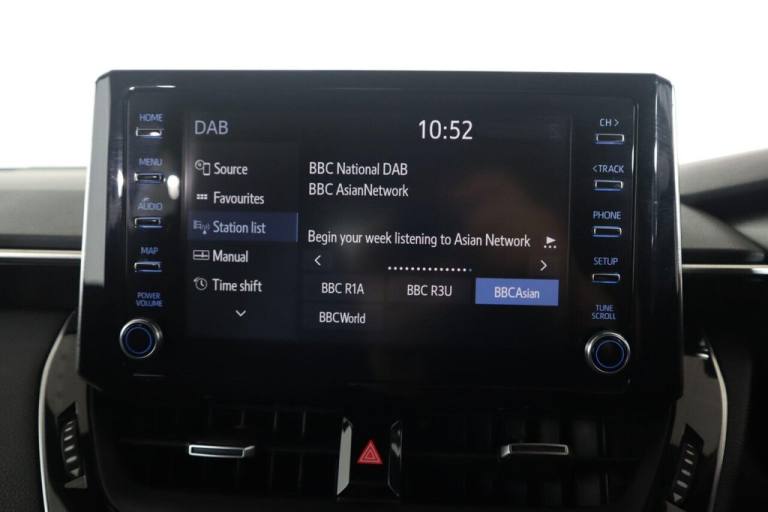 HOME
MENU
AUDIO
MAP
POWER
VOLUME
DAB
10:52
Source
Favourites
Station list
Manual
Time shift
BBC National DAB
BBC AsianNetwork
Begin your week listening to Asian Network
BBC R1A
BBC R3U
BBCAsian
BBCWorld
CH >
< TRACK
PHONE
SETUP
TUNE
SCROLL